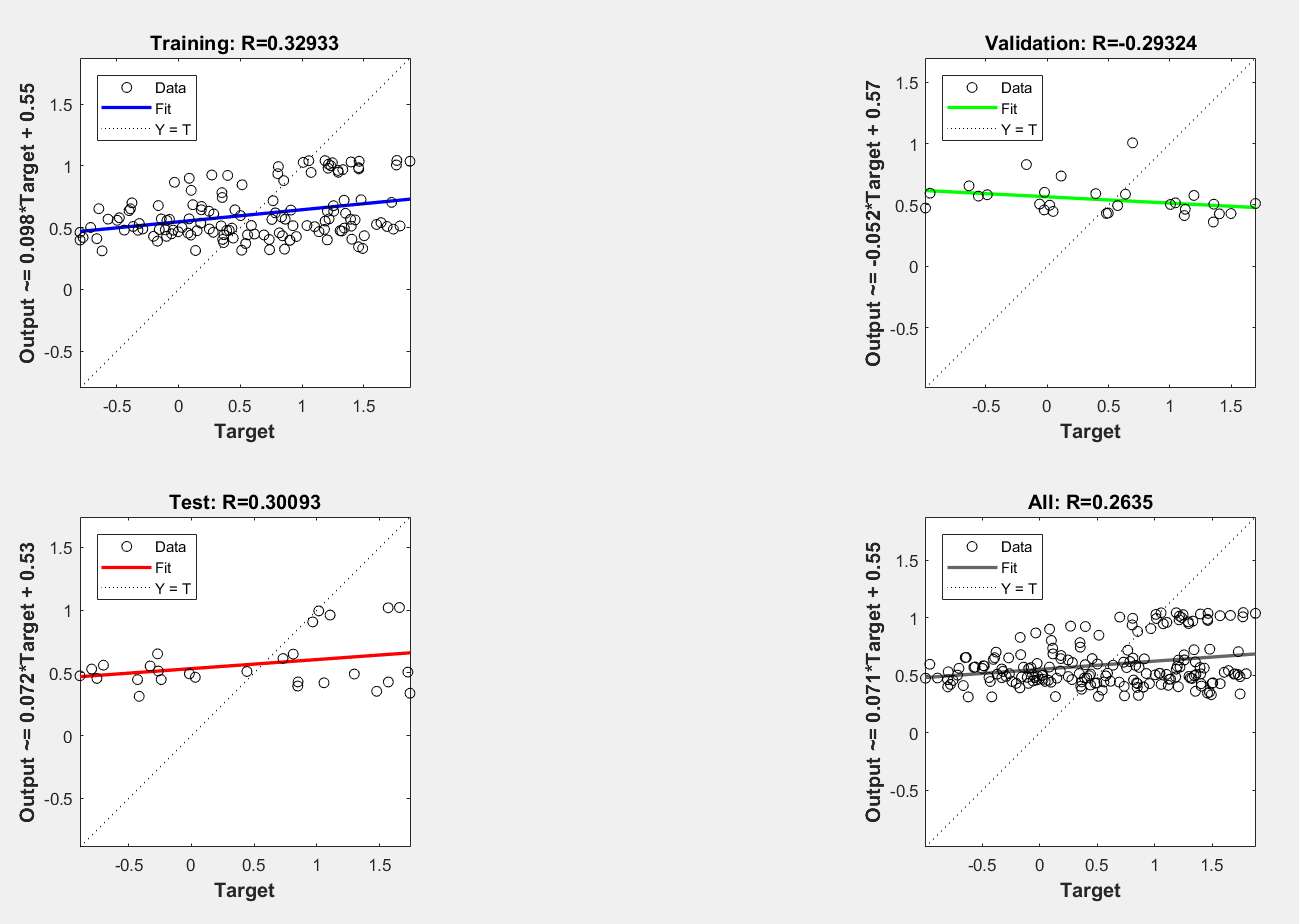 Training: R=0.32933
Output ~= 0.098*Target + 0.55
Data
Fit
Y = T
1.5
1
0.5
0
-0.5
-0.5
0
0.5
1
1.5
Target
Validation: R=-0.29324
Output ~= -0.052*Target + 0.57
Data
Fit
Y = T
1.5
1
0.5
0
-0.5
-0.5
0
0.5
1
1.5
Target
Test: R=0.30093
Output ~= 0.072*Target + 0.53
Data
Fit
Y = T
1.5
1
0.5
0
-0.5
-0.5
0
0.5
1
1.5
Target
All: R=0.2635
Output ~= 0.071*Target + 0.55
Data
Fit
Y = T
1.5
1
0.5
0
-0.5
-0.5
0
0.5
1
1.5
Target